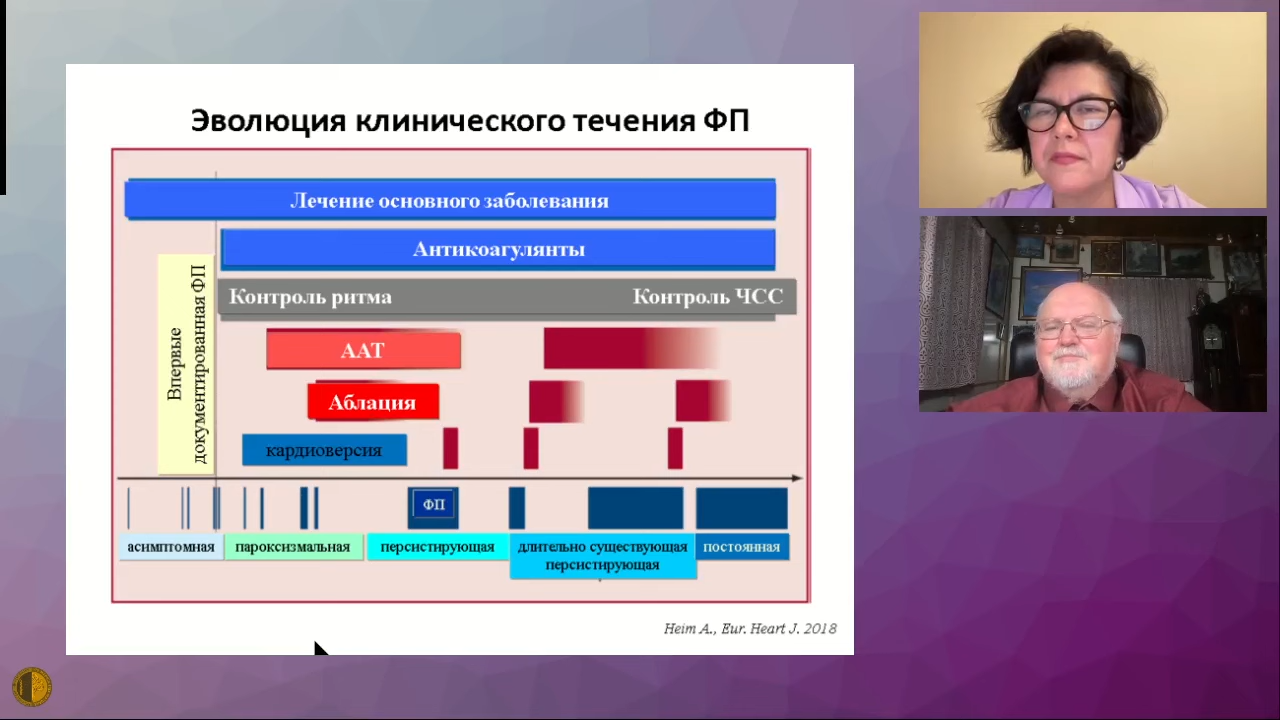 Эволюция клинического течения ФП
Лечение основного заболевания
Антикоагулянты
Контроль ритма
Контроль ЧСС
Впервые
документированная ФП
ААТ
Аблация
кардиоверсия
ФП
асимптомная
пароксизмальная
персистирующая
длительно существующая
персистирующая
постоянная
Heim A., Eur. Heart J. 2018